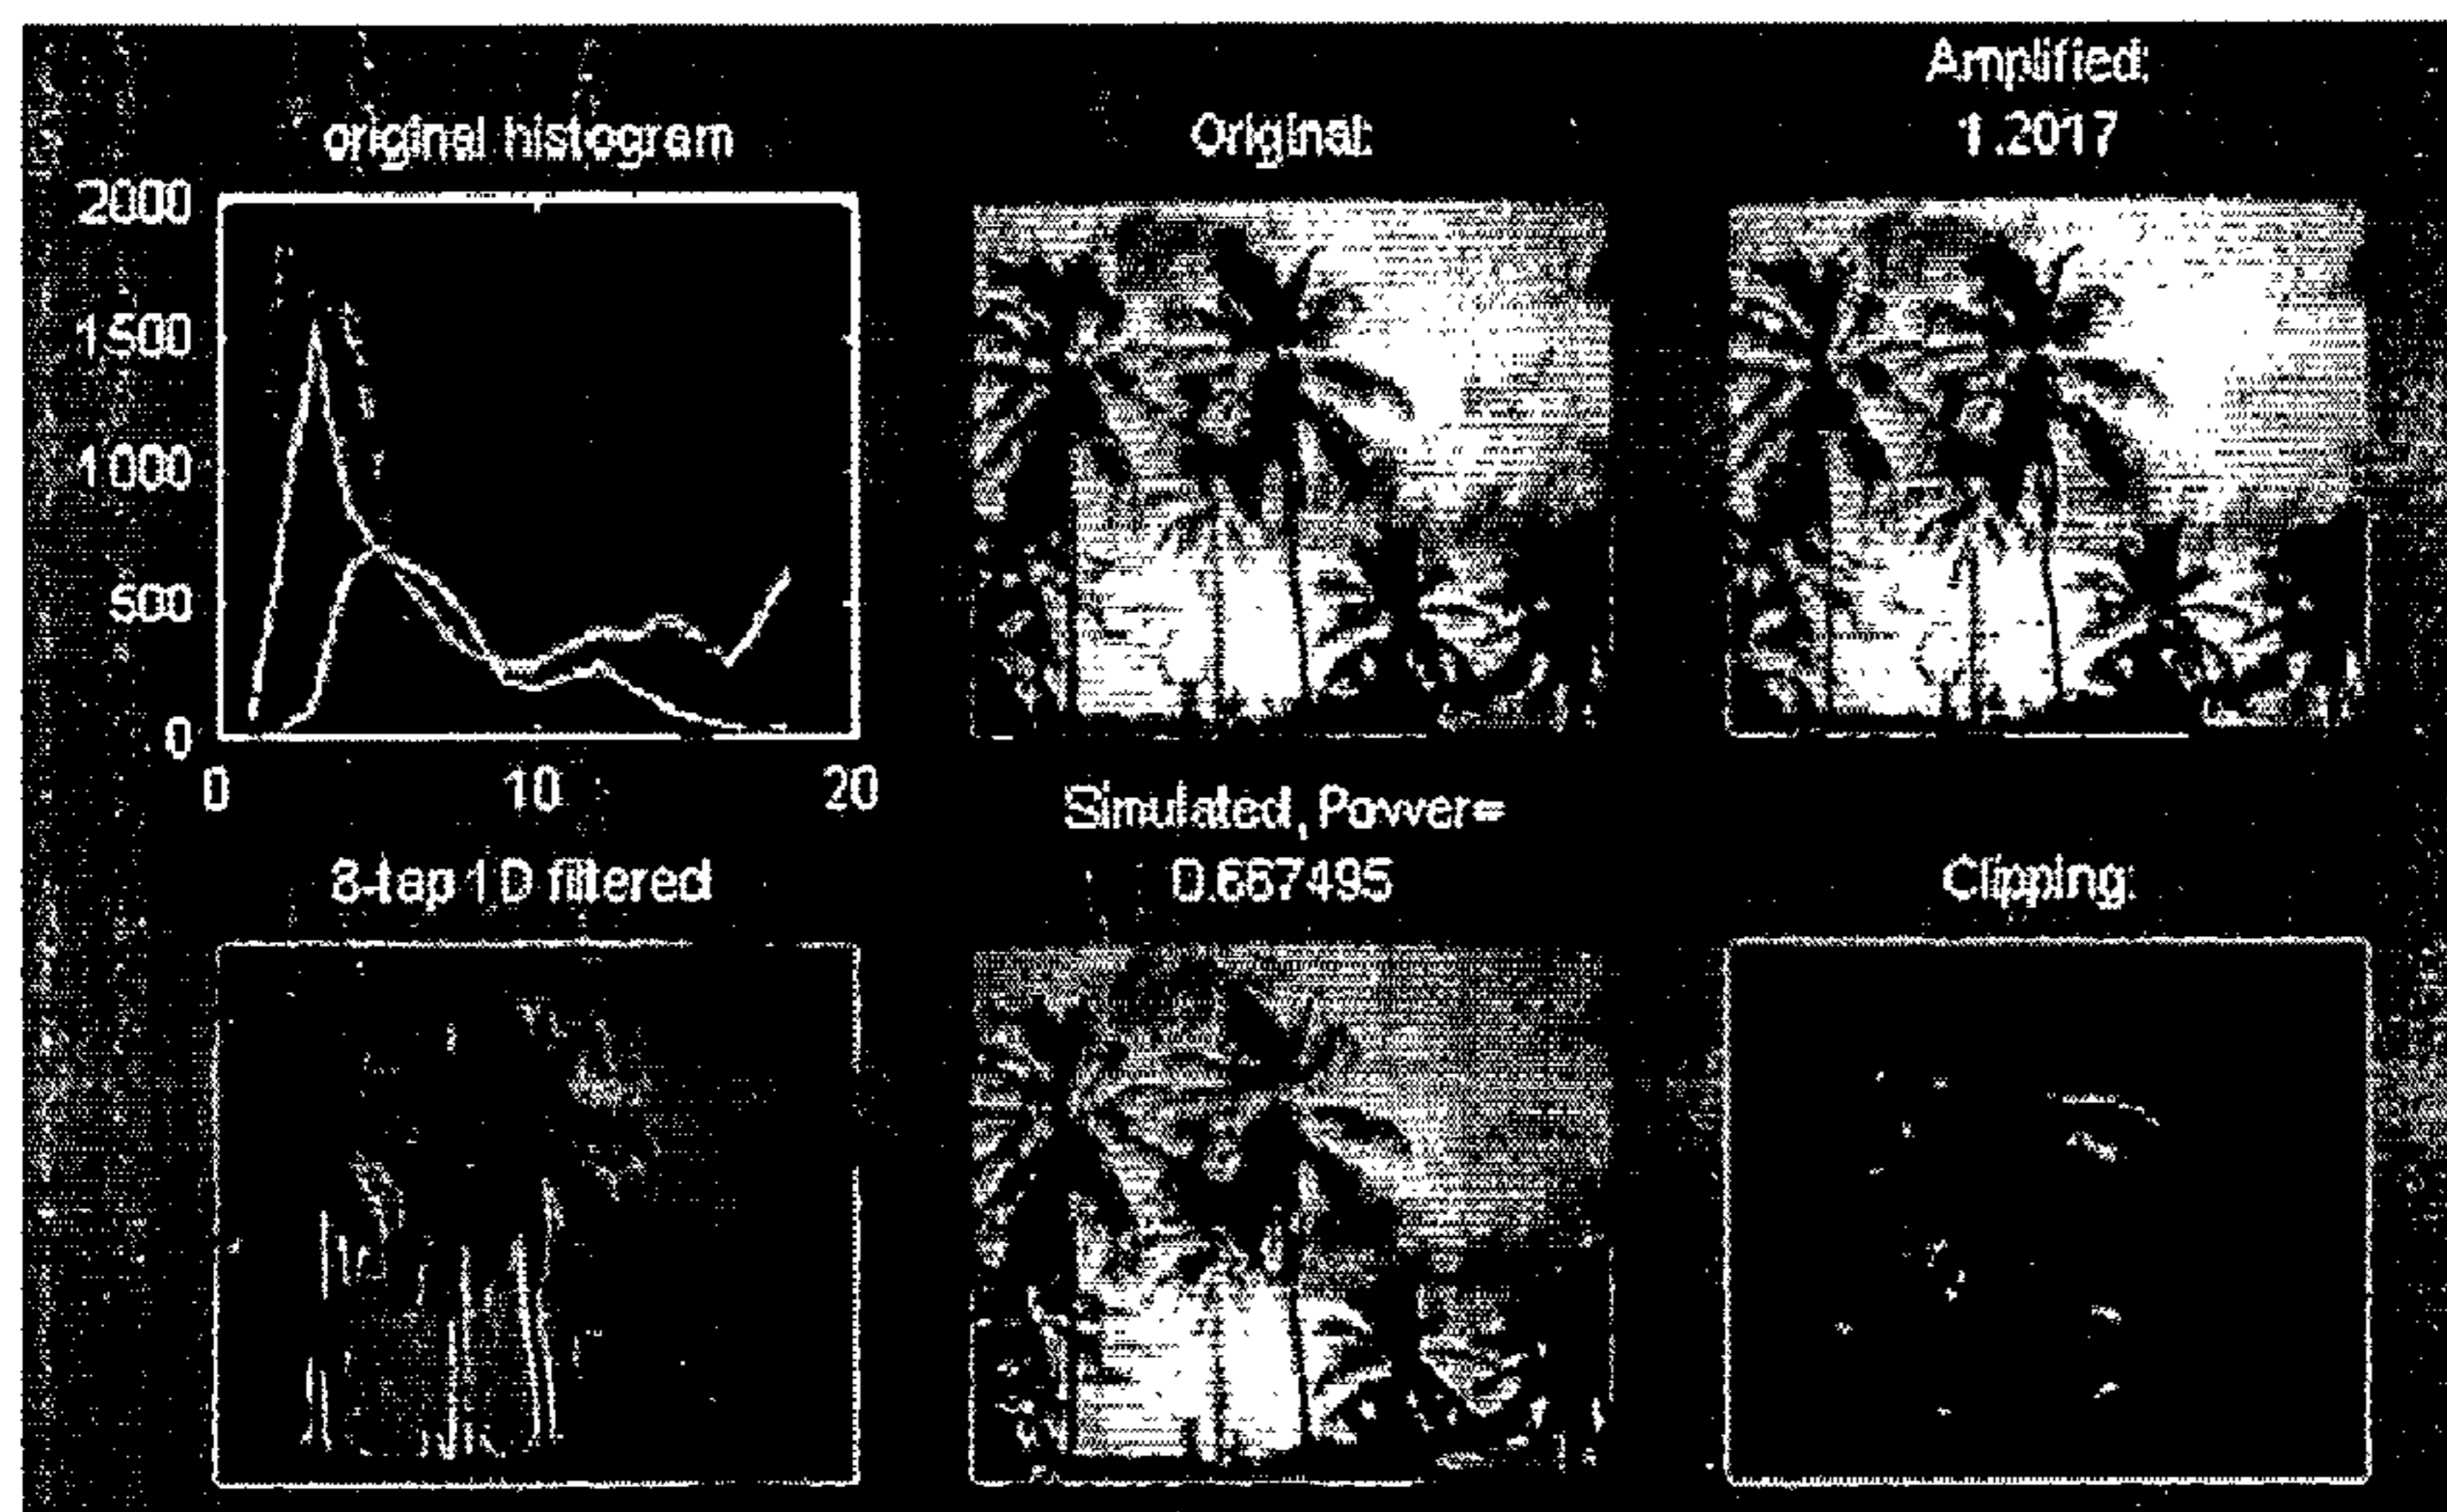 original histogram
2000
1500
1000
500
0
0 10 20
Original:
Amplified:
1.2017
3-tap 1D filtered
Simulated, Power=
0.667495
Clipping: